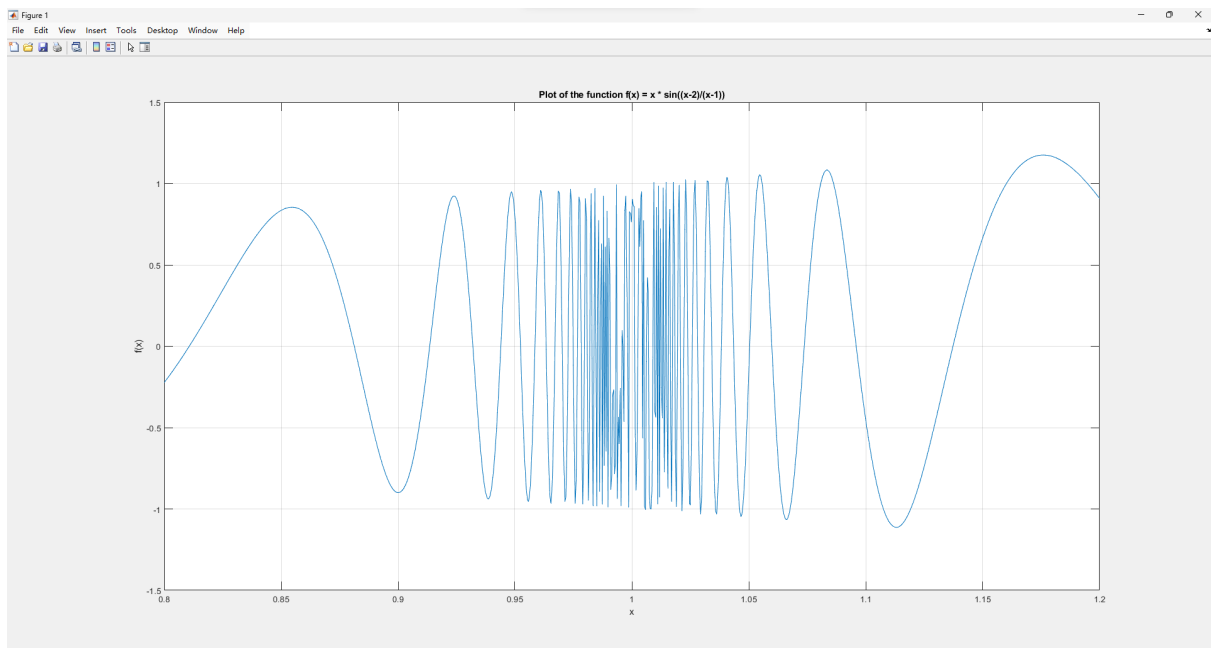 Figure 1
File Edit View Insert Tools Desktop Window Help
Plot of the function f(x) = x * sin((x-2)/(x-1))
1.5
1
0.5
0
-0.5
-1
-1.5
f(x)
0.8 0.85 0.9 0.95 1 1.05 1.1 1.15 1.2
x